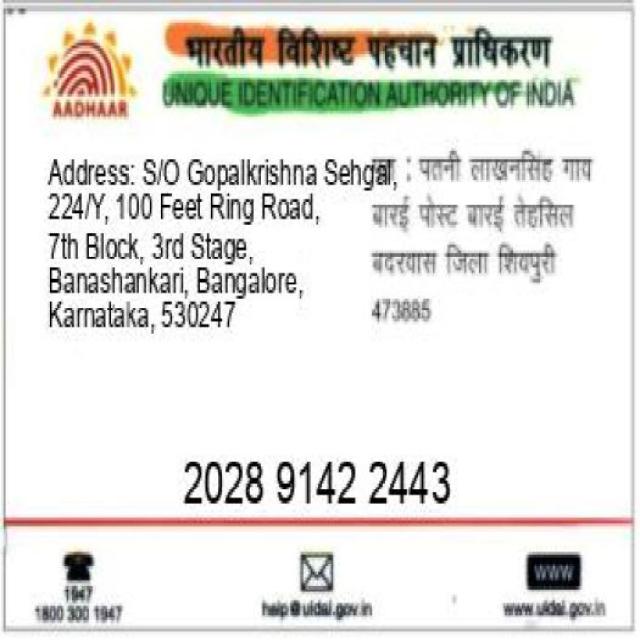 भारतीय विशिष्ट पहचान प्राधिकरण
AADHAAR
UNIQUE IDENTIFICATION AUTHORITY OF INDIA
Address: S/O Gopalkrishna Sehgal,
224/Y, 100 Feet Ring Road,
7th Block, 3rd Stage,
Banashankari, Bangalore,
Karnataka, 530247
: पतनी लाखनसिंह गाव
बारई पोस्ट बारई तेहसिल
बदरवास जिला शिवपुरी
473885
2028 9142 2443
1947
1800 300 1947
help@uidai.gov.in
WWW
www.uidai.gov.in